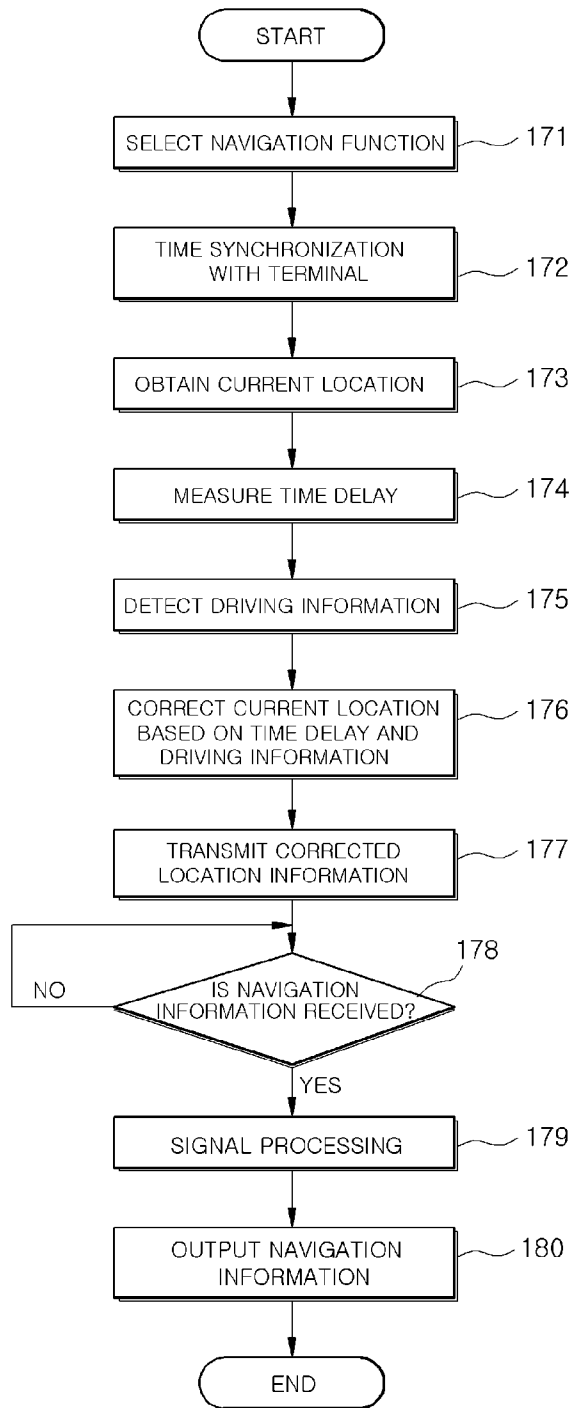 START
SELECT NAVIGATION FUNCTION
171
TIME SYNCHRONIZATION
WITH TERMINAL
172
OBTAIN CURRENT LOCATION
173
MEASURE TIME DELAY
174
DETECT DRIVING INFORMATION
175
CORRECT CURRENT LOCATION
BASED ON TIME DELAY AND
DRIVING INFORMATION
176
TRANSMIT CORRECTED
LOCATION INFORMATION
177
178
IS NAVIGATION
INFORMATION RECEIVED?
NO
YES
SIGNAL PROCESSING
179
OUTPUT NAVIGATION
INFORMATION
180
END